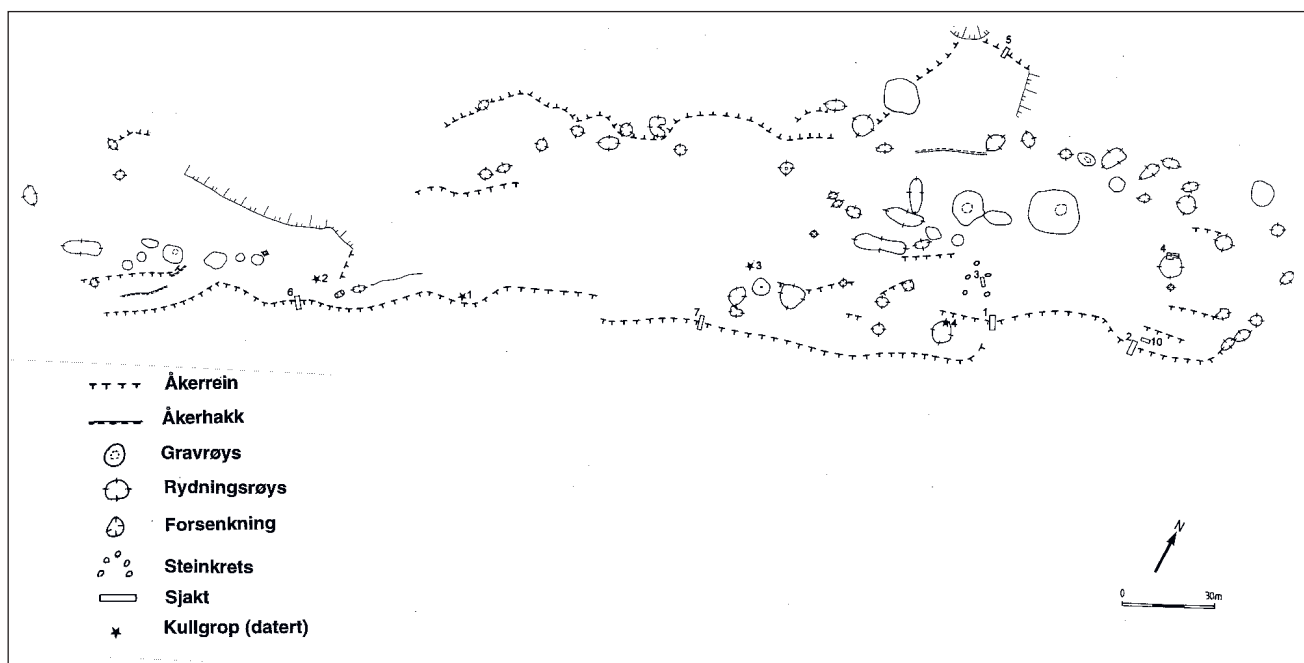 5
4
3
2
3
6
1
7
4
1
2
10
Åkerrein
Åkerhakk
Gravrøys
Rydningsrøys
Forsenkning
Steinkrets
Sjakt
Kullgrop (datert)
N
0 30m